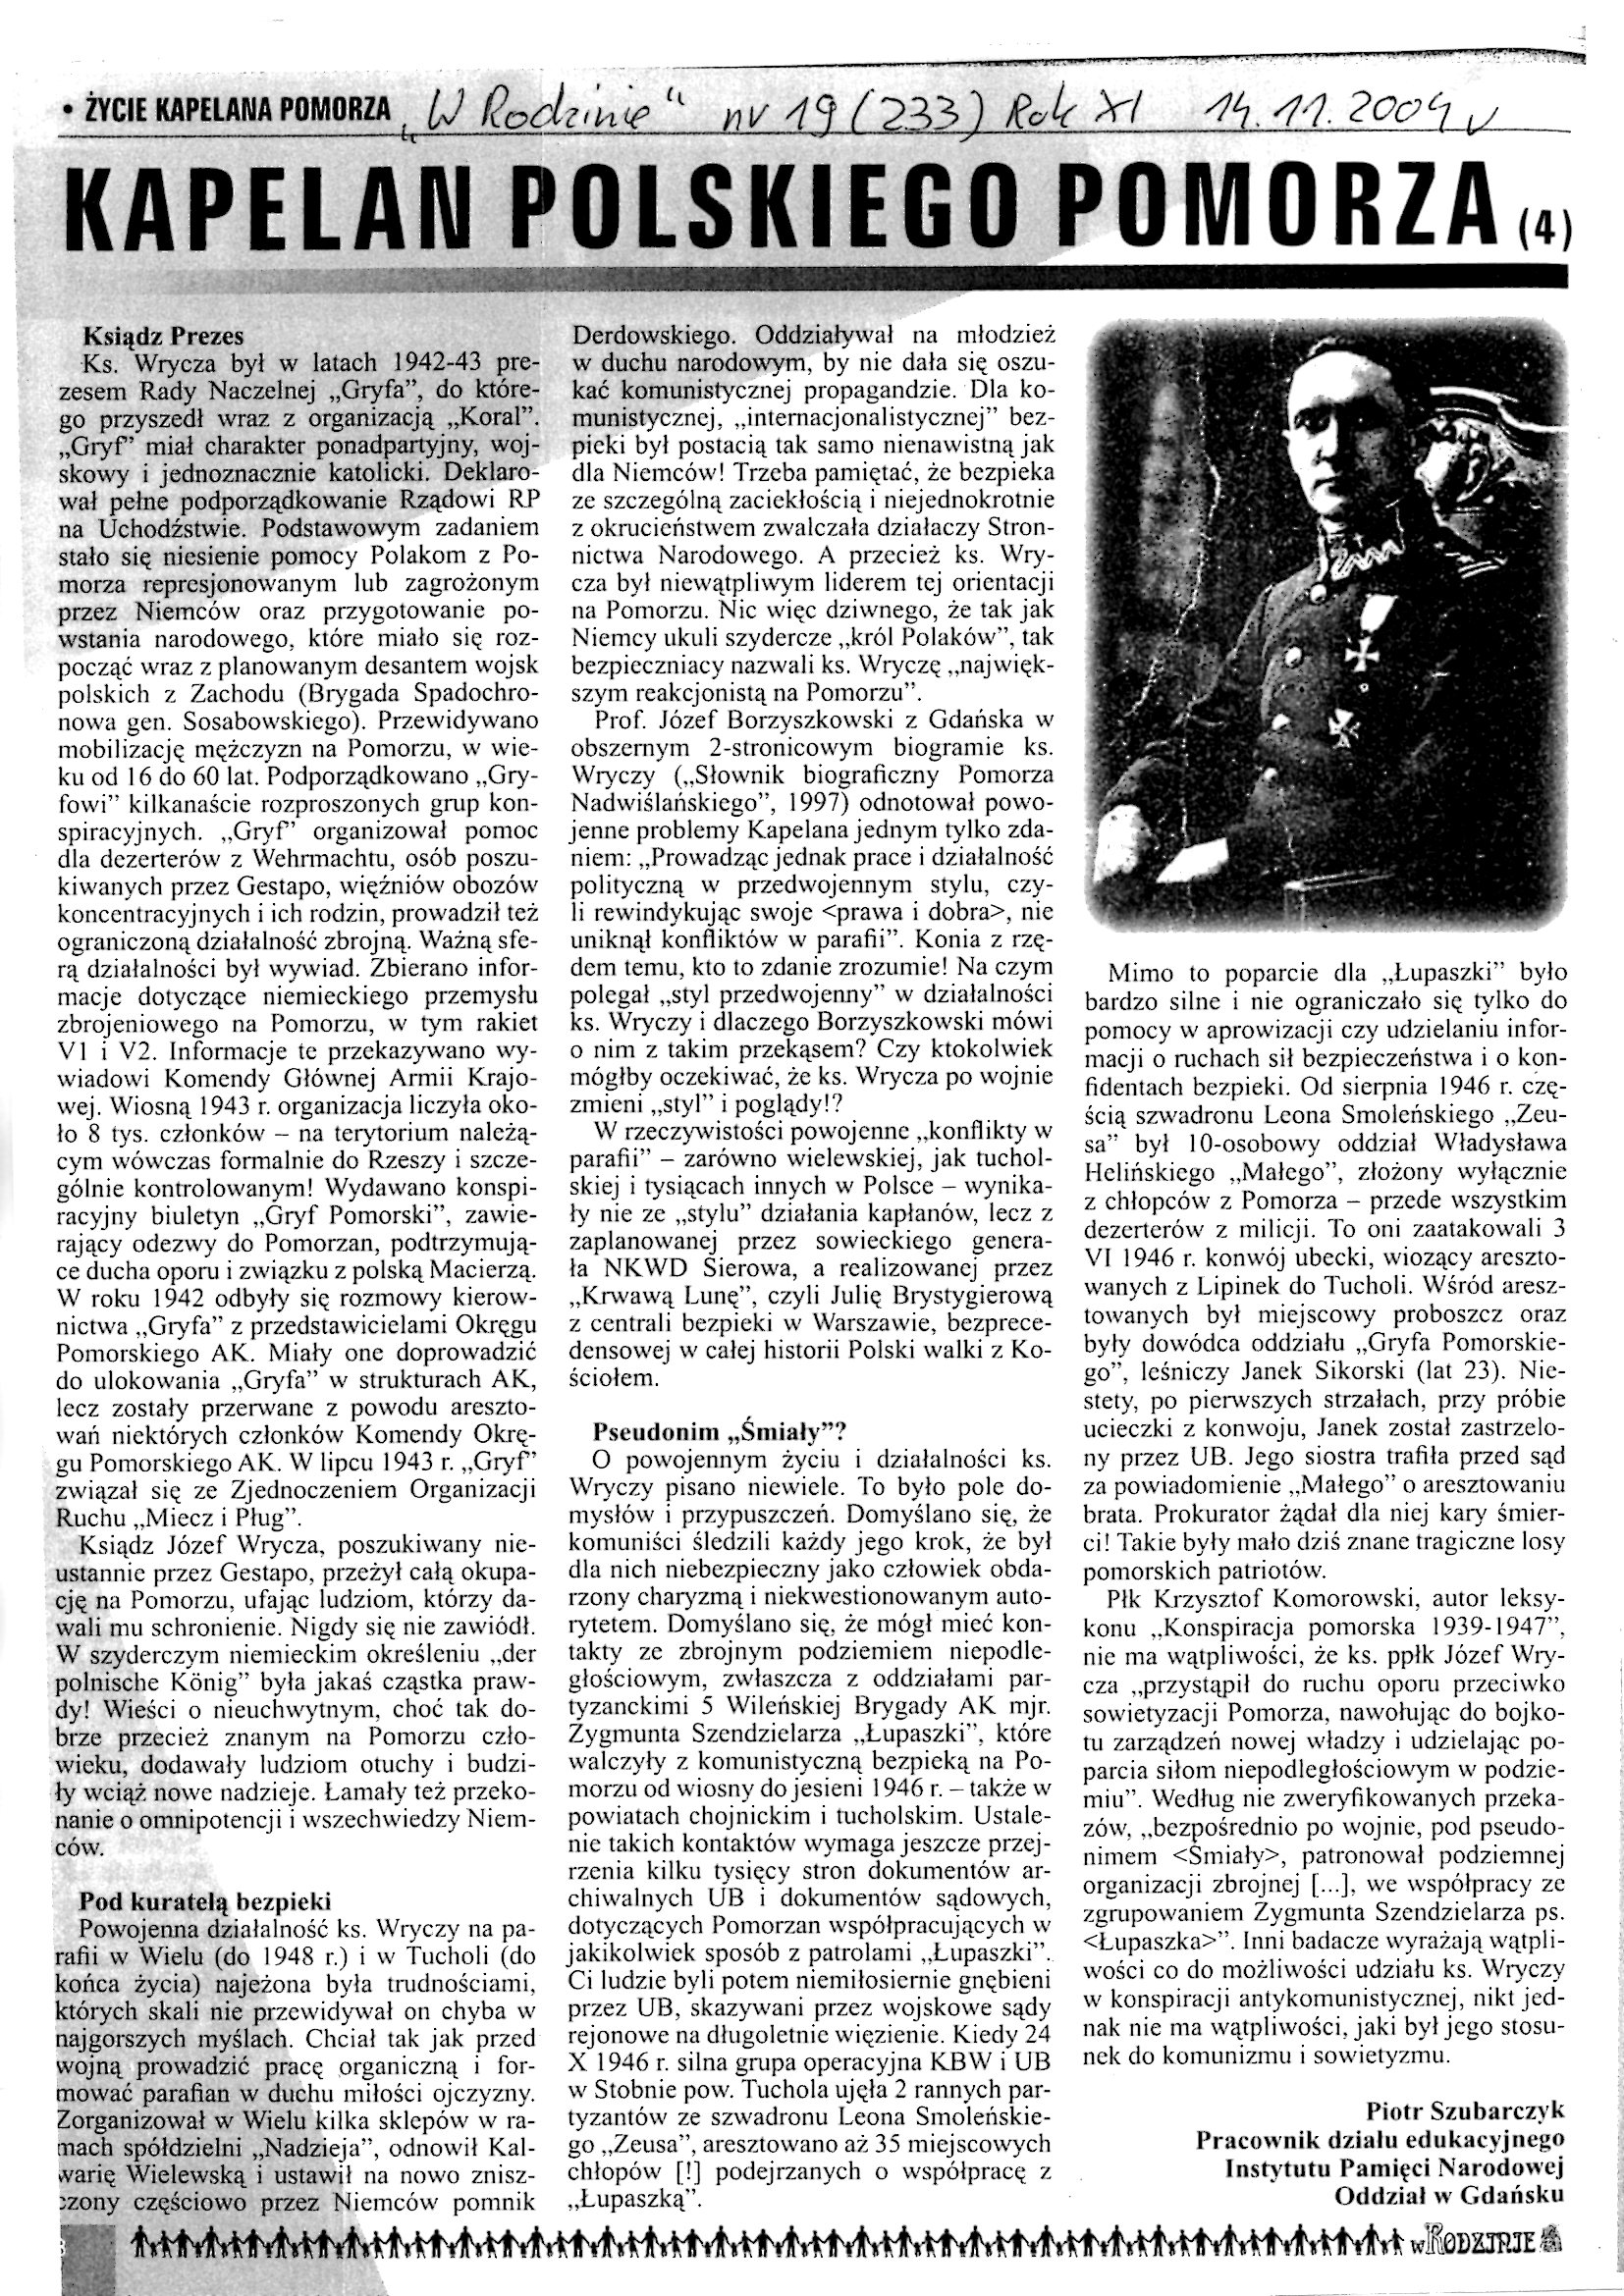 • ŻYCIE KAPELANA POMORZA „W Rodzinie" nr 19 (233) Rok XI 14.11.2004 r
KAPELAN POLSKIEGO POMORZA (4)
Ksiądz Prezes
Ks. Wrycza był w latach 1942-43 pre-
zesem Rady Naczelnej „Gryfa”, do które-
go przyszedł wraz z organizacją „Koral”.
„Gryf” miał charakter ponadpartyjny, woj-
skowy i jednoznacznie katolicki. Deklaro-
wał pełne podporządkowanie Rządowi RP
na Uchodźstwie. Podstawowym zadaniem
stało się niesienie pomocy Polakom z Po-
morza represjonowanym lub zagrożonym
przez Niemców oraz przygotowanie po-
wstania narodowego, które miało się roz-
począć wraz z planowanym desantem wojsk
polskich z Zachodu (Brygada Spadochro-
nowa gen. Sosabowskiego). Przewidywano
mobilizację mężczyzn na Pomorzu, w wie-
ku od 16 do 60 lat. Podporządkowano „Gry-
fowi” kilkanaście rozproszonych grup kon-
spiracyjnych. „Gryf” organizował pomoc
dla dezerterów z Wehrmachtu, osób poszu-
kiwanych przez Gestapo, więźniów obozów
koncentracyjnych i ich rodzin, prowadził też
ograniczoną działalność zbrojną. Ważną sfe-
rą działalności był wywiad. Zbierano infor-
macje dotyczące niemieckiego przemysłu
zbrojeniowego na Pomorzu, w tym rakiet
V1 i V2. Informacje te przekazywano wy-
wiadowi Komendy Głównej Armii Krajo-
wej. Wiosną 1943 r. organizacja liczyła oko-
ło 8 tys. członków – na terytorium należą-
cym wówczas formalnie do Rzeszy i szcze-
gólnie kontrolowanym! Wydawano konspi-
racyjny biuletyn „Gryf Pomorski”, zawie-
rający odezwy do Pomorzan, podtrzymują-
ce ducha oporu i związku z polską Macierzą.
W roku 1942 odbyły się rozmowy kierow-
nictwa „Gryfa” z przedstawicielami Okręgu
Pomorskiego AK. Miały one doprowadzić
do ulokowania „Gryfa” w strukturach AK,
lecz zostały przerwane z powodu areszto-
wań niektórych członków Komendy Okrę-
gu Pomorskiego AK. W lipcu 1943 r. „Gryf”
związał się ze Zjednoczeniem Organizacji
Ruchu „Miecz i Pług”.
Ksiądz Józef Wrycza, poszukiwany nie-
ustannie przez Gestapo, przeżył całą okupa-
cję na Pomorzu, ufając ludziom, którzy da-
wali mu schronienie. Nigdy się nie zawiódł.
W szyderczym niemieckim określeniu „der
polnische König” była jakaś cząstka praw-
dy! Wieści o nieuchwytnym, choć tak do-
brze przecież znanym na Pomorzu czło-
wieku, dodawały ludziom otuchy i budzi-
ły wciąż nowe nadzieje. Łamały też przeko-
nanie o omnipotencji i wszechwiedzy Niem-
ców.
Pod kuratelą bezpieki
Powojenna działalność ks. Wryczy na pa-
rafii w Wielu (do 1948 r.) i w Tucholi (do
końca życia) najeżona była trudnościami,
których skali nie przewidywał on chyba w
najgorszych myślach. Chciał tak jak przed
wojną prowadzić pracę organiczną i for-
mować parafian w duchu miłości ojczyzny.
Zorganizował w Wielu kilka sklepów w ra-
mach spółdzielni „Nadzieja”, odnowił Kal-
warię Wielewską i ustawił na nowo znisz-
czony częściowo przez Niemców pomnik
Derdowskiego. Oddziaływał na młodzież
w duchu narodowym, by nie dała się oszu-
kać komunistycznej propagandzie. Dla ko-
munistycznej, „internacjonalistycznej” bez-
pieki był postacią tak samo nienawistną jak
dla Niemców! Trzeba pamiętać, że bezpieka
ze szczególną zaciekłością i niejednokrotnie
z okrucieństwem zwalczała działaczy Stron-
nictwa Narodowego. A przecież ks. Wry-
cza był niewątpliwym liderem tej orientacji
na Pomorzu. Nic więc dziwnego, że tak jak
Niemcy ukuli szydercze „król Polaków”, tak
bezpieczniacy nazwali ks. Wryczę „najwięk-
szym reakcjonistą na Pomorzu”.
Prof. Józef Borzyszkowski z Gdańska w
obszernym 2-stronicowym biogramie ks.
Wryczy („Słownik biograficzny Pomorza
Nadwiślańskiego”, 1997) odnotował powo-
jenne problemy Kapelana jednym tylko zda-
niem: „Prowadząc jednak prace i działalność
polityczną w przedwojennym stylu, czy-
li rewindykując swoje <prawa i dobra>, nie
uniknął konfliktów w parafii”. Konia z rzę-
dem temu, kto to zdanie zrozumie! Na czym
polegał „styl przedwojenny” w działalności
ks. Wryczy i dlaczego Borzyszkowski mówi
o nim z takim przekąsem? Czy ktokolwiek
mógłby oczekiwać, że ks. Wrycza po wojnie
zmieni „styl” i poglądy!?
W rzeczywistości powojenne „konflikty w
parafii” – zarówno wielewskiej, jak tuchol-
skiej i tysiącach innych w Polsce – wynika-
ły nie ze „stylu” działania kapłanów, lecz z
zaplanowanej przez sowieckiego genera-
ła NKWD Sierowa, a realizowanej przez
„Krwawą Lunę”, czyli Julię Brystygierową
z centrali bezpieki w Warszawie, bezprece-
densowej w całej historii Polski walki z Ko-
ściołem.
Pseudonim „Śmiały”?
O powojennym życiu i działalności ks.
Wryczy pisano niewiele. To było pole do-
mysłów i przypuszczeń. Domyślano się, że
komuniści śledzili każdy jego krok, że był
dla nich niebezpieczny jako człowiek obda-
rzony charyzmą i niekwestionowanym auto-
rytetem. Domyślano się, że mógł mieć kon-
takty ze zbrojnym podziemiem niepodle-
głościowym, zwłaszcza z oddziałami par-
tyzanckimi 5 Wileńskiej Brygady AK mjr.
Zygmunta Szendzielarza „Łupaszki”, które
walczyły z komunistyczną bezpieką na Po-
morzu od wiosny do jesieni 1946 r. – także w
powiatach chojnickim i tucholskim. Ustale-
nie takich kontaktów wymaga jeszcze przej-
rzenia kilku tysięcy stron dokumentów ar-
chiwalnych UB i dokumentów sądowych,
dotyczących Pomorzan współpracujących w
jakikolwiek sposób z patrolami „Łupaszki”.
Ci ludzie byli potem niemiłosiernie gnębieni
przez UB, skazywani przez wojskowe sądy
rejonowe na długoletnie więzienie. Kiedy 24
X 1946 r. silna grupa operacyjna KBW i UB
w Stobnie pow. Tuchola ujęła 2 rannych par-
tyzantów ze szwadronu Leona Smoleńskie-
go „Zeusa”, aresztowano aż 35 miejscowych
chłopów [!] podejrzanych o współpracę z
„Łupaszką”.
Mimo to poparcie dla „Łupaszki” było
bardzo silne i nie ograniczało się tylko do
pomocy w aprowizacji czy udzielaniu infor-
macji o ruchach sił bezpieczeństwa i o kon-
fidentach bezpieki. Od sierpnia 1946 r. czę-
ścią szwadronu Leona Smoleńskiego „Zeu-
sa” był 10-osobowy oddział Władysława
Helińskiego „Małego”, złożony wyłącznie
z chłopców z Pomorza – przede wszystkim
dezerterów z milicji. To oni zaatakowali 3
VI 1946 r. konwój ubecki, wiozący areszto-
wanych z Lipinek do Tucholi. Wśród aresz-
towanych był miejscowy proboszcz oraz
były dowódca oddziału „Gryfa Pomorskie-
go”, leśniczy Janek Sikorski (lat 23). Nie-
stety, po pierwszych strzałach, przy próbie
ucieczki z konwoju, Janek został zastrzelo-
ny przez UB. Jego siostra trafiła przed sąd
za powiadomienie „Małego” o aresztowaniu
brata. Prokurator żądał dla niej kary śmier-
ci! Takie były mało dziś znane tragiczne losy
pomorskich patriotów.
Płk Krzysztof Komorowski, autor leksy-
konu „Konspiracja pomorska 1939-1947”,
nie ma wątpliwości, że ks. ppłk Józef Wry-
cza „przystąpił do ruchu oporu przeciwko
sowietyzacji Pomorza, nawołując do bojko-
tu zarządzeń nowej władzy i udzielając po-
parcia siłom niepodległościowym w podzie-
miu”. Według nie zweryfikowanych przeka-
zów, „bezpośrednio po wojnie, pod pseudo-
nimem <Śmiały>, patronował podziemnej
organizacji zbrojnej [...], we współpracy ze
zgrupowaniem Zygmunta Szendzielarza ps.
<Łupaszka>”. Inni badacze wyrażają wątpli-
wości co do możliwości udziału ks. Wryczy
w konspiracji antykomunistycznej, nikt jed-
nak nie ma wątpliwości, jaki był jego stosu-
nek do komunizmu i sowietyzmu.
Piotr Szubarczyk
Pracownik działu edukacyjnego
Instytutu Pamięci Narodowej
Oddział w Gdańsku
w RODZINIE